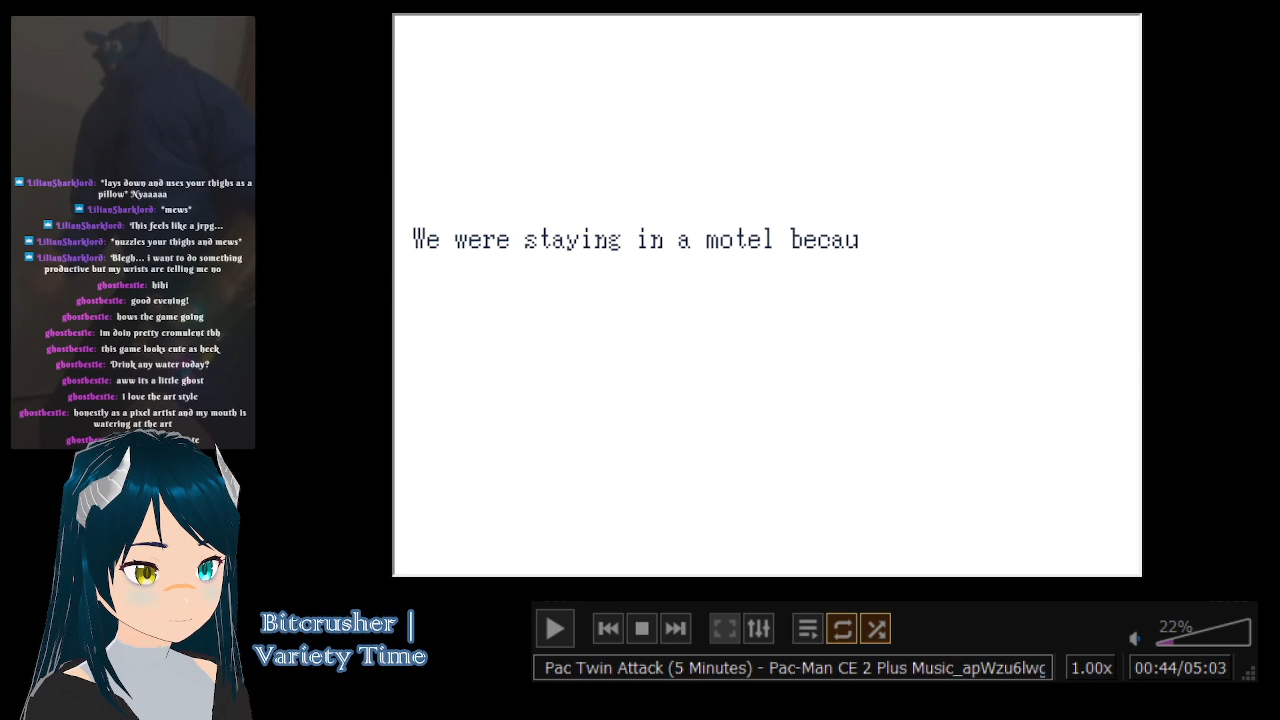 LilianSharklord: *lays down and uses your thighs as a
pillow* Nyaaaaa
LilianSharklord: *mews*
LilianSharklord: This feels like a jrpg...
LilianSharklord: *nuzzles your thighs and mews*
LilianSharklord: Blegh... i want to do something
productive but my wrists are telling me no
ghostbestie: hihi
ghostbestie: good evening!
ghostbestie: hows the game going
ghostbestie: im doin pretty cromulent tbh
ghostbestie: this game looks cute as heck
ghostbestie: Drink any water today?
ghostbestie: aww its a little ghost
ghostbestie: i love the art style
ghostbestie: honestly as a pixel artist and my mouth is
watering at the art
We were staying in a motel becau
Bitcrusher |
Variety Time
22%
Pac Twin Attack (5 Minutes) - Pac-Man CE 2 Plus Music_apWzu6lwg
1.00x
00:44/05:03